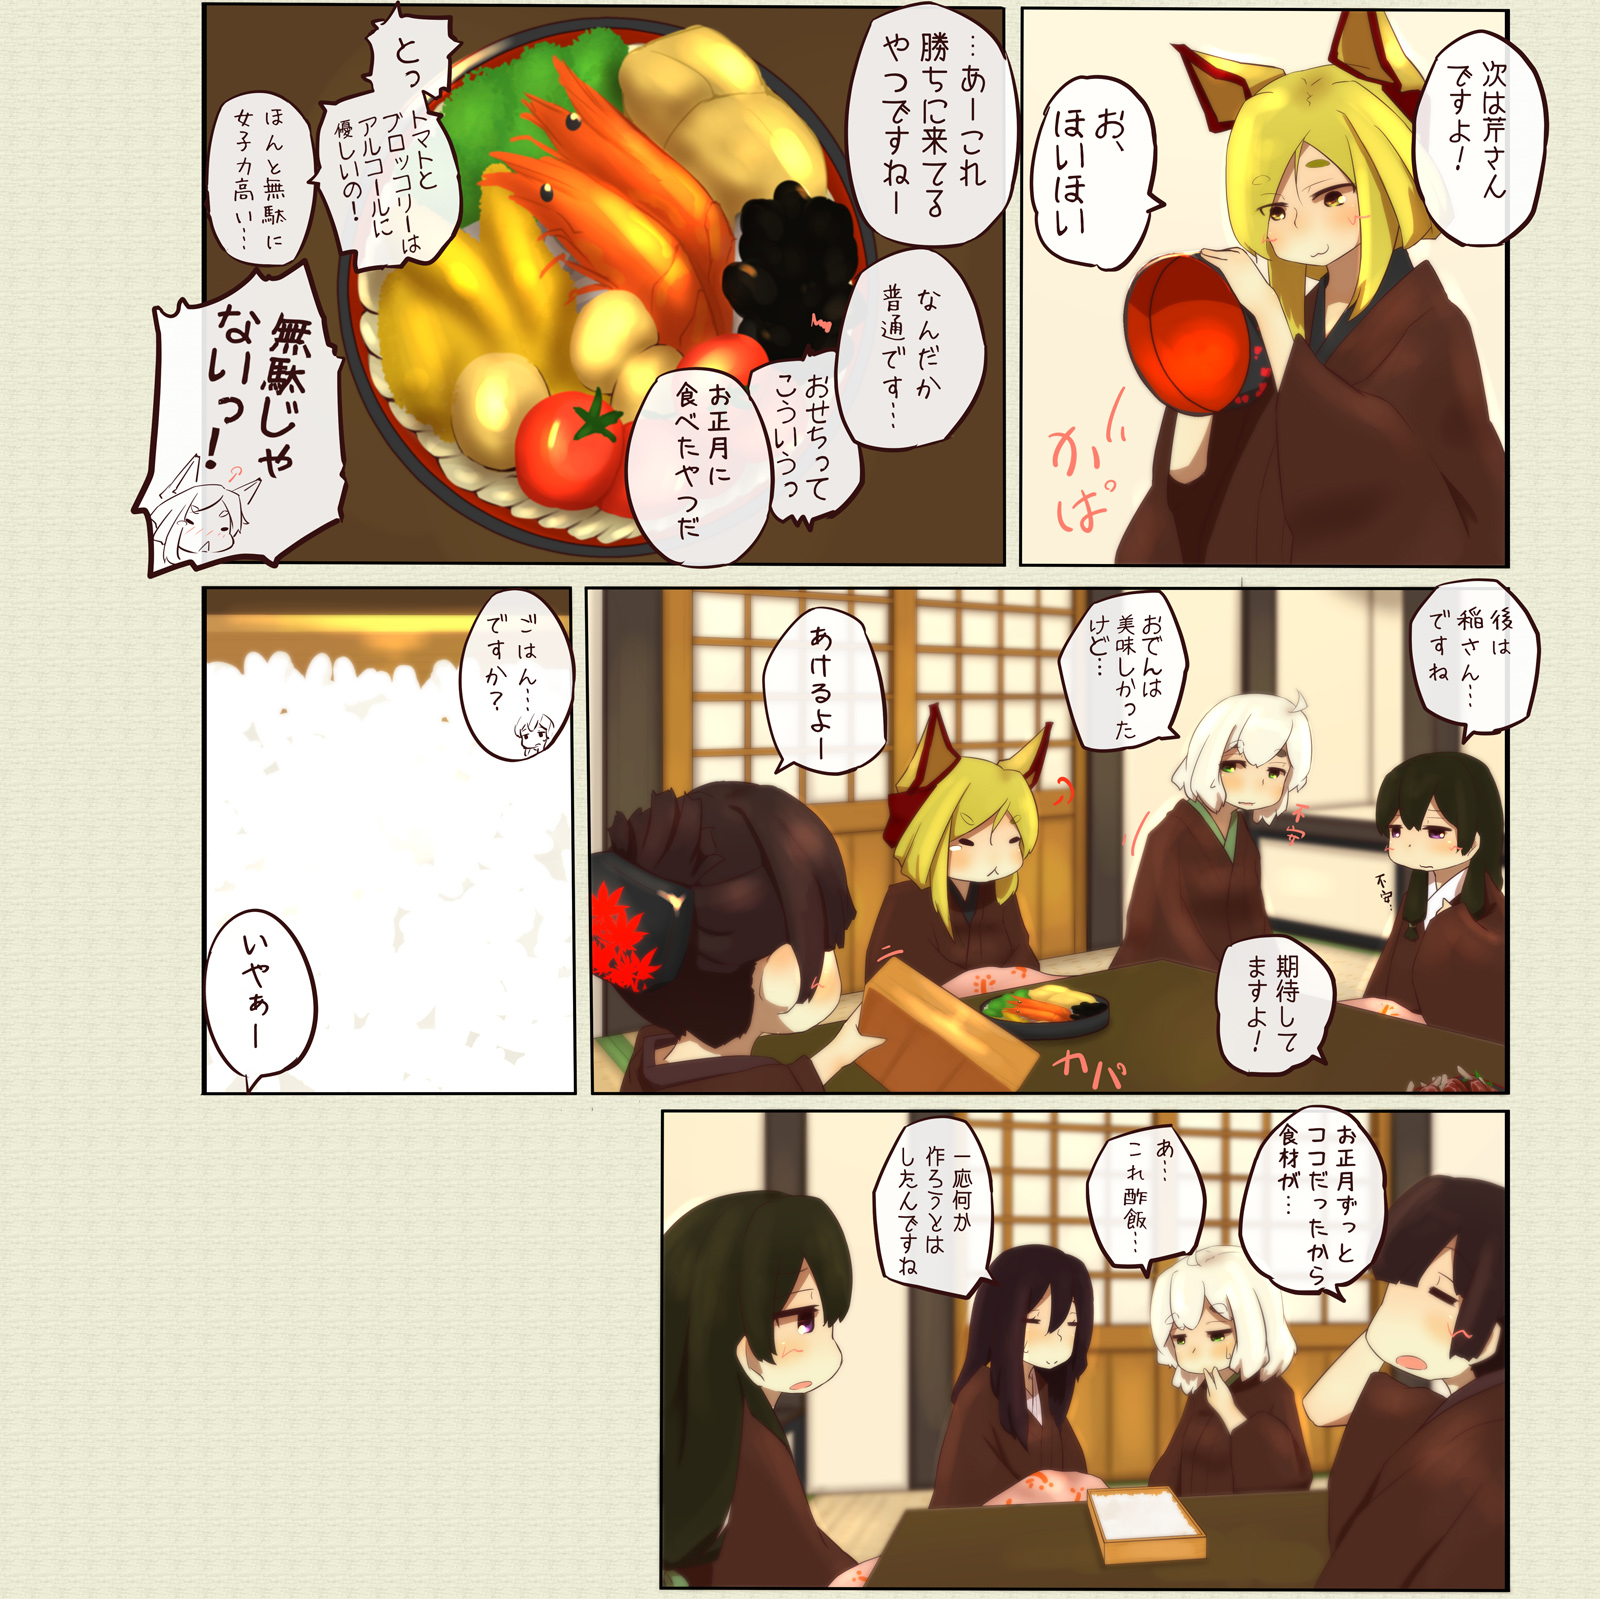 次は芹さん
ですよ!
お、
ほいほい
かぱ
…あーこれ
勝ちに来てる
やつですねー
なんだか
普通です…
おせちって
こういうっ
お正月に
食べたやつだ
とっ
トマトと
ブロッコリーは
アルコールに
優しいの!
ほんと無駄に
女子力高い…
無駄じゃ
ないっ!
後は
稲さん…
ですね
おでんは
美味しかった
けど…
不安
不安…
期待して
ますよ!
あけるよー
カパ
ごはん…
ですか?
いやぁー
お正月ずっと
ココだったから
食材が…
あ…
これ酢飯…
一応何か
作ろうとは
したんですね